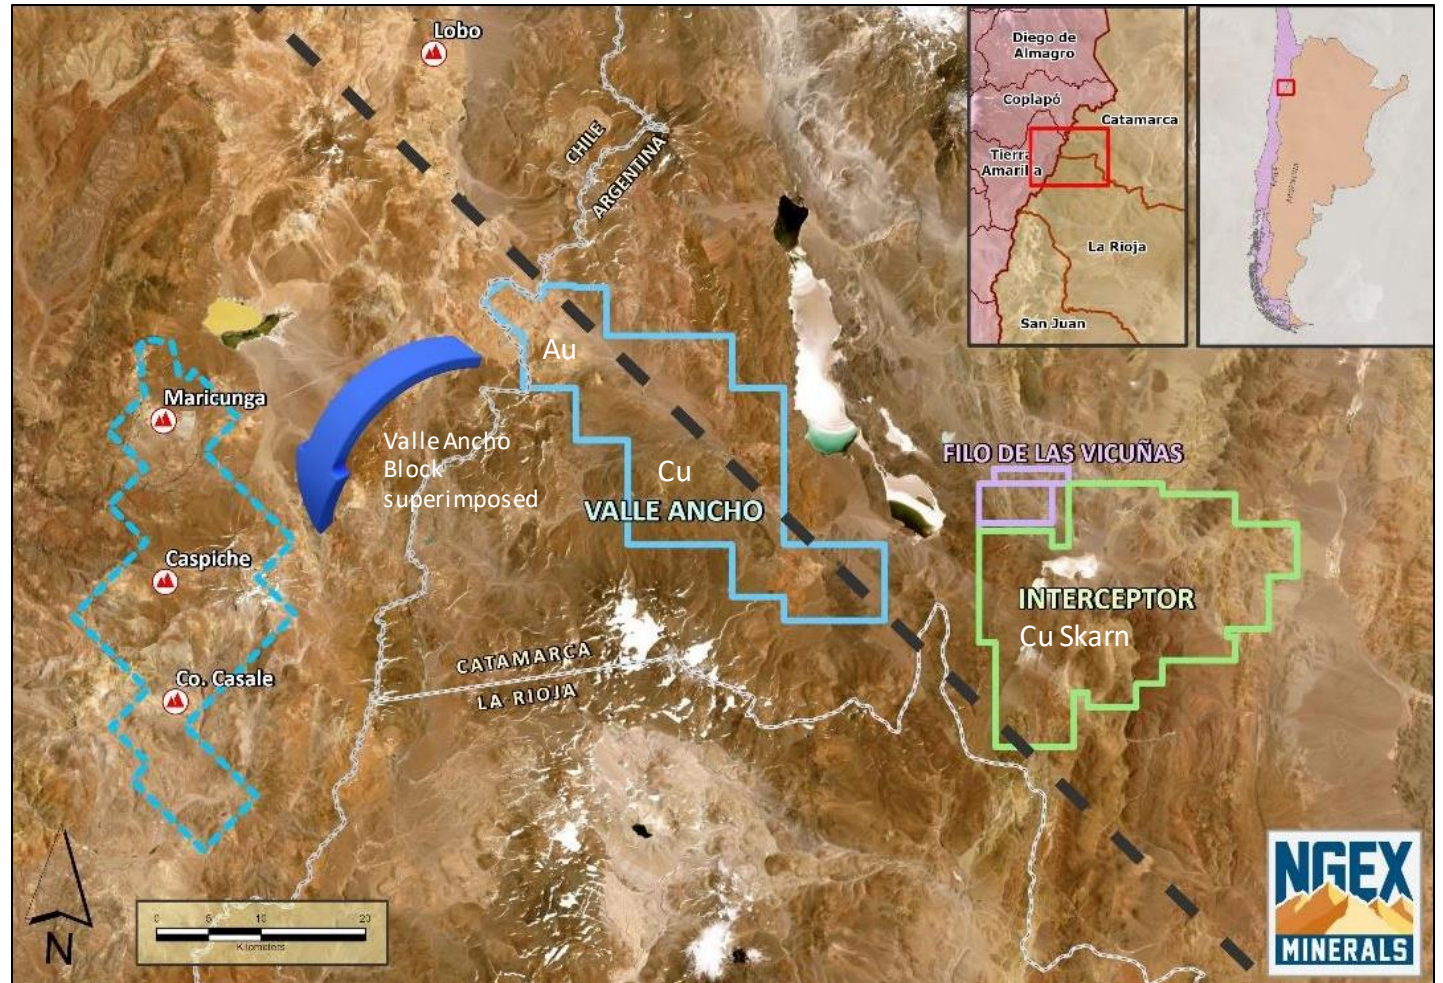 Lobo
CHILE
ARGENTINA
Diego de
Almagro
Coplapó
Catamarca
Tierra
Amarilla
La Rioja
San Juan
Maricunga
Au
Valle Ancho
Block
superimposed
Cu
VALLE ANCHO
FILO DE LAS VICUÑAS
INTERCEPTOR
Cu Skarn
Caspiche
CATAMARCA
LA RIOJA
Co. Casale
N
0 5 10 20
Kilometers
NGEX
MINERALS